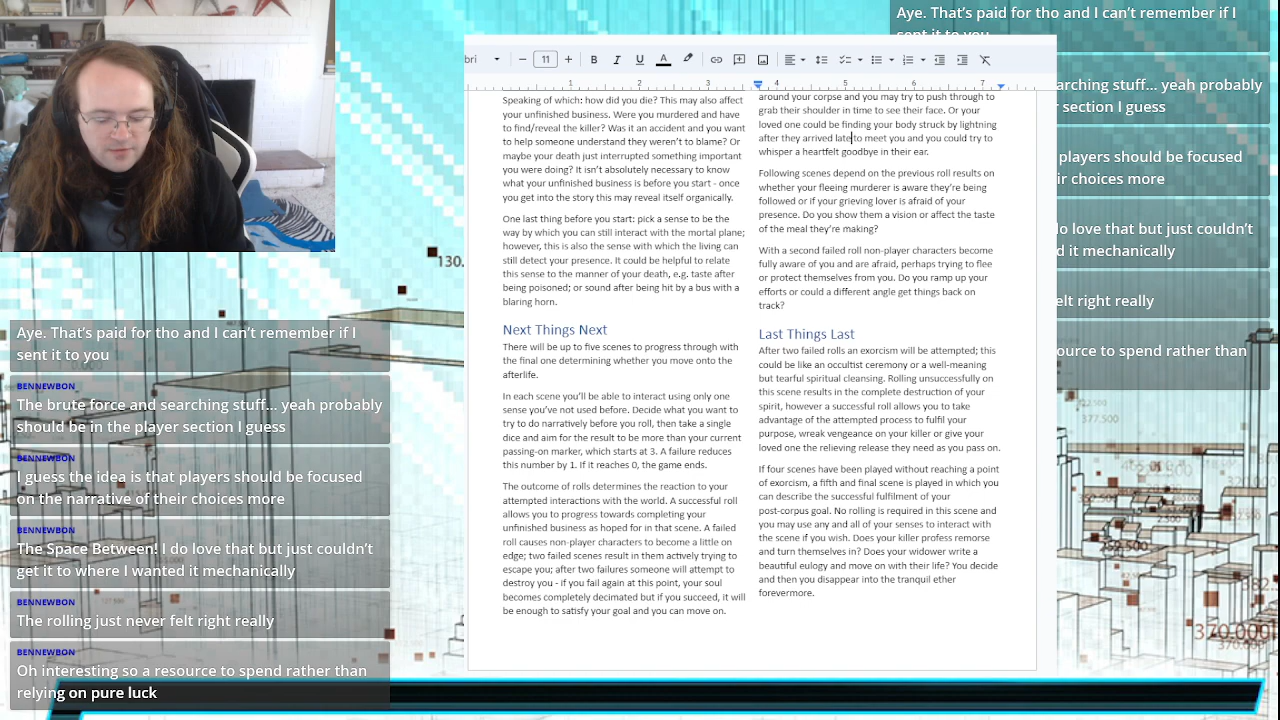 Aye. That's paid for tho and I can't remember if I
sent it to you
arching stuff... yeah probably
section I guess
players should be focused
ir choices more
lo love that but just couldn't
d it mechanically
elt right really
ource to spend rather than
bri
11
B I U A
1 2 3 4 5 6 7
Speaking of which: how did you die? This may also affect
your unfinished business. Were you murdered and have
to find/reveal the killer? Was it an accident and you want
to help someone understand they weren't to blame? Or
maybe your death just interrupted something important
you were doing? It isn't absolutely necessary to know
what your unfinished business is before you start - once
you get into the story this may reveal itself organically.
One last thing before you start: pick a sense to be the
way by which you can still interact with the mortal plane;
however, this is also the sense with which the living can
still detect your presence. It could be helpful to relate
this sense to the manner of your death, e.g. taste after
being poisoned; or sound after being hit by a bus with a
blaring horn.
Next Things Next
There will be up to five scenes to progress through with
the final one determining whether you move onto the
afterlife.
In each scene you'll be able to interact using only one
sense you've not used before. Decide what you want to
try to do narratively before you roll, then take a single
dice and aim for the result to be more than your current
passing-on marker, which starts at 3. A failure reduces
this number by 1. If it reaches 0, the game ends.
The outcome of rolls determines the reaction to your
attempted interactions with the world. A successful roll
allows you to progress towards completing your
unfinished business as hoped for in that scene. A failed
roll causes non-player characters to become a little on
edge; two failed scenes result in them actively trying to
escape you; after two failures someone will attempt to
destroy you - if you fail again at this point, your soul
becomes completely decimated but if you succeed, it will
be enough to satisfy your goal and you can move on.
around your corpse and you may try to push through to
grab their shoulder in time to see their face. Or your
loved one could be finding your body struck by lightning
after they arrived late to meet you and you could try to
whisper a heartfelt goodbye in their ear.
Following scenes depend on the previous roll results on
whether your fleeing murderer is aware they're being
followed or if your grieving lover is afraid of your
presence. Do you show them a vision or affect the taste
of the meal they're making?
With a second failed roll non-player characters become
fully aware of you and are afraid, perhaps trying to flee
or protect themselves from you. Do you ramp up your
efforts or could a different angle get things back on
track?
Last Things Last
After two failed rolls an exorcism will be attempted; this
could be like an occultist ceremony or a well-meaning
but tearful spiritual cleansing. Rolling unsuccessfully on
this scene results in the complete destruction of your
spirit, however a successful roll allows you to take
advantage of the attempted process to fulfil your
purpose, wreak vengeance on your killer or give your
loved one the relieving release they need as you pass on.
If four scenes have been played without reaching a point
of exorcism, a fifth and final scene is played in which you
can describe the successful fulfilment of your
post-corpus goal. No rolling is required in this scene and
you may use any and all of your senses to interact with
the scene if you wish. Does your killer profess remorse
and turn themselves in? Does your widower write a
beautiful eulogy and move on with their life? You decide
and then you disappear into the tranquil ether
forevermore.
130.
Aye. That's paid for tho and I can't remember if I
sent it to you
BENNEWBON
The brute force and searching stuff... yeah probably
should be in the player section I guess
BENNEWBON
I guess the idea is that players should be focused
on the narrative of their choices more
BENNEWBON
The Space Between! I do love that but just couldn't
get it to where I wanted it mechanically
BENNEWBON
The rolling just never felt right really
BENNEWBON
Oh interesting so a resource to spend rather than
relying on pure luck
377.500
370.000